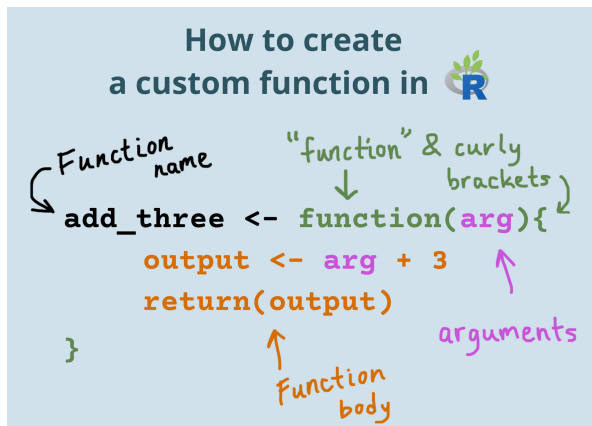 How to create
a custom function in R
Function
name
"function" & curly
brackets
add_three <- function(arg){
output <- arg + 3
return(output)
arguments
}
Function
body